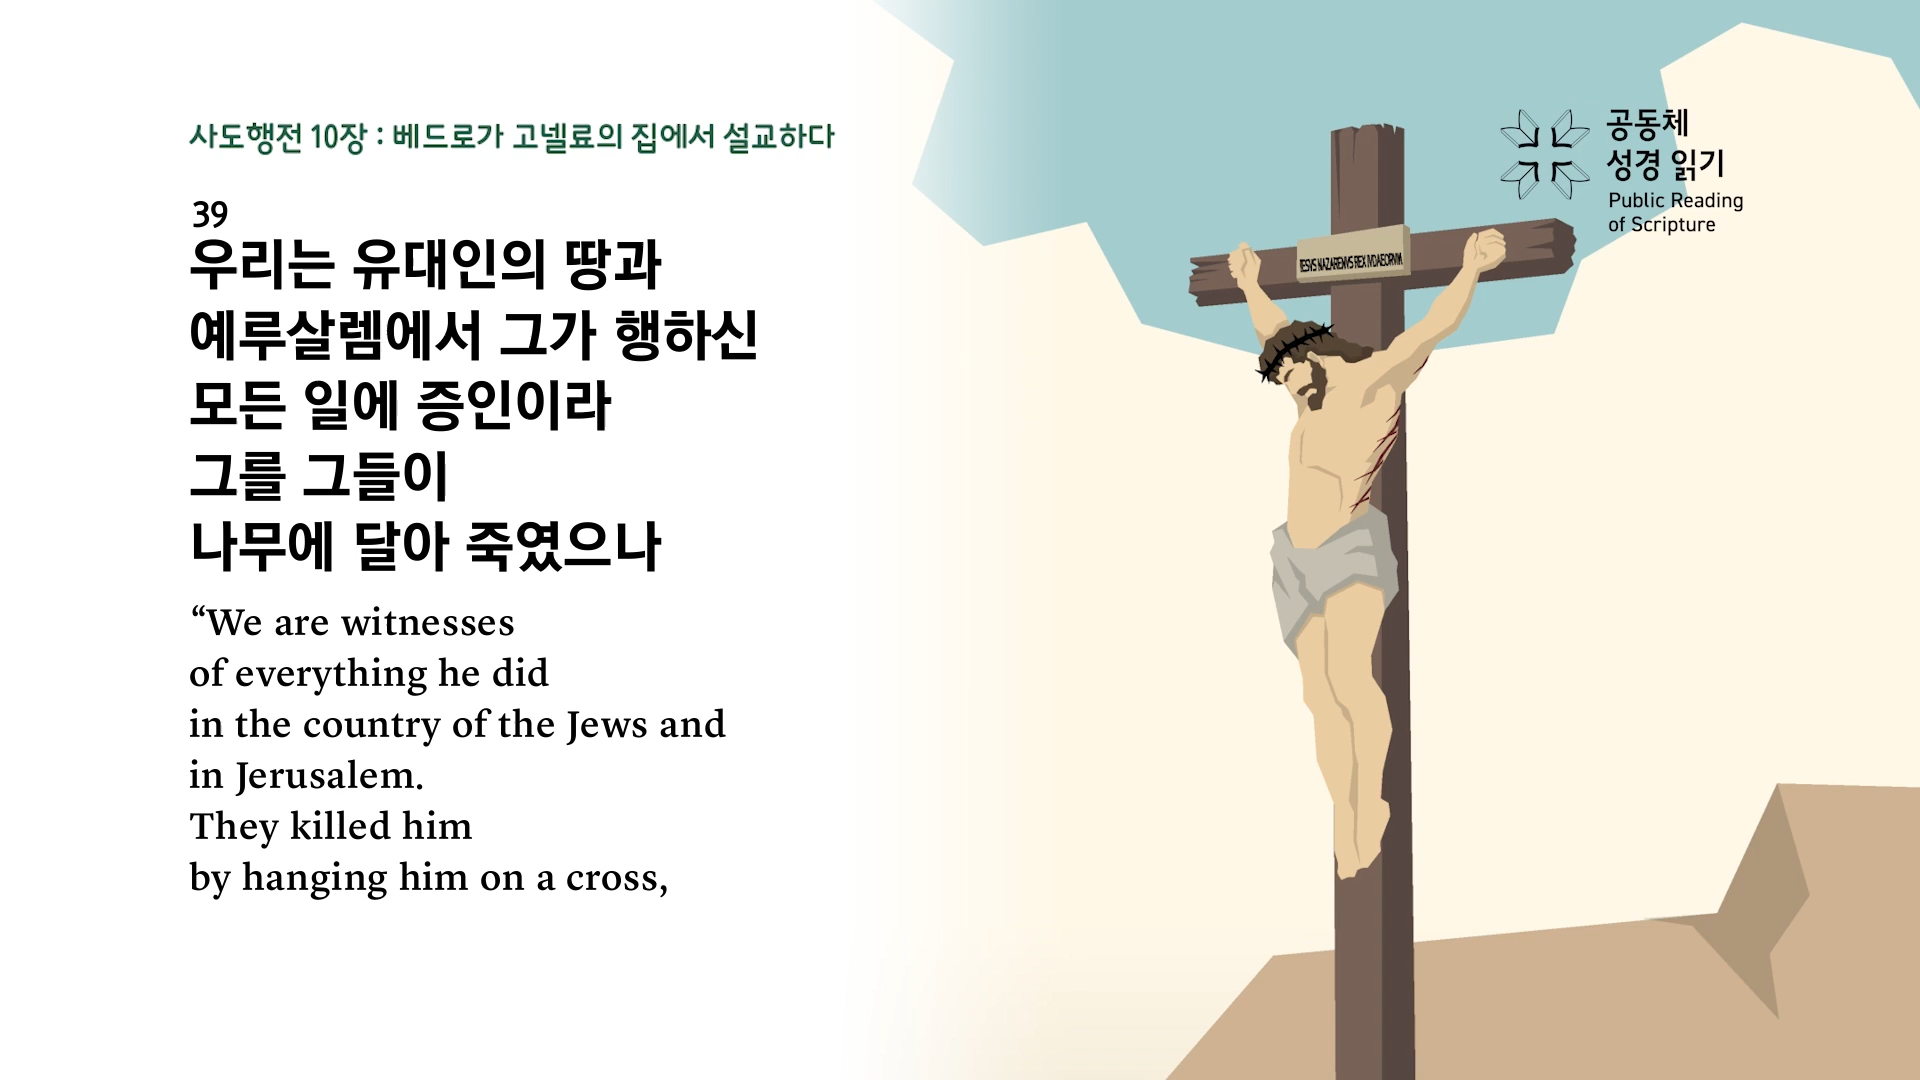 사도행전 10장 : 베드로가 고넬료의 집에서 설교하다
39
우리는 유대인의 땅과
예루살렘에서 그가 행하신
모든 일에 증인이라
그를 그들이
나무에 달아 죽였으나
“We are witnesses
of everything he did
in the country of the Jews and
in Jerusalem.
They killed him
by hanging him on a cross,
공동체
성경 읽기
Public Reading
of Scripture
IESVS NAZARENVS REX IVDAEORVM